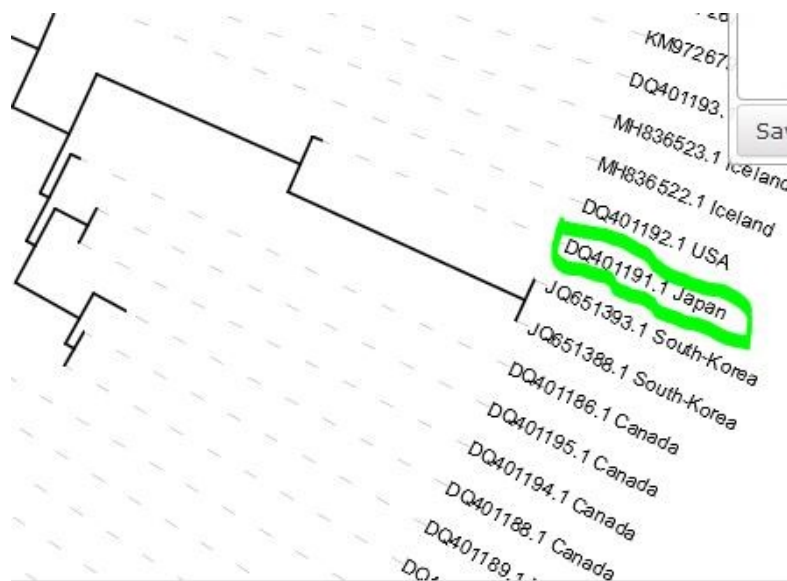 KM97267
DQ401193.
MH836523.1 Iceland
MH836522.1 Iceland
DQ401192.1 USA
DQ401191.1 Japan
JQ651393.1 South-Korea
JQ651388.1 South-Korea
DQ401186.1 Canada
DQ401195.1 Canada
DQ401194.1 Canada
DQ401188.1 Canada
DQ401189.1
Sav